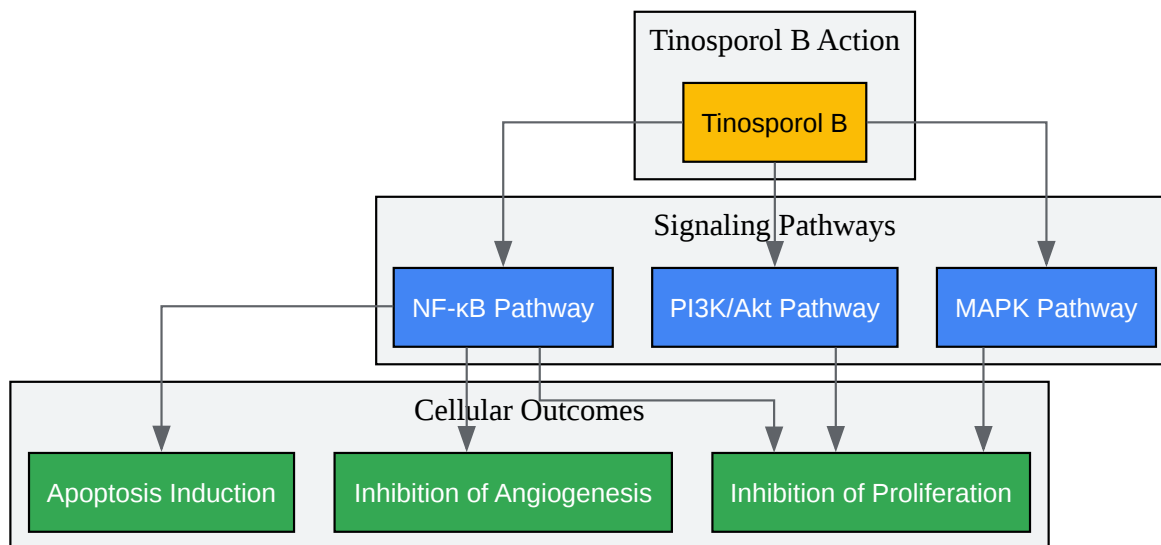 Tinosporol B Action
Tinosporol B
Signaling Pathways
NF-κB Pathway
PI3K/Akt Pathway
MAPK Pathway
Cellular Outcomes
Apoptosis Induction
Inhibition of Angiogenesis
Inhibition of Proliferation